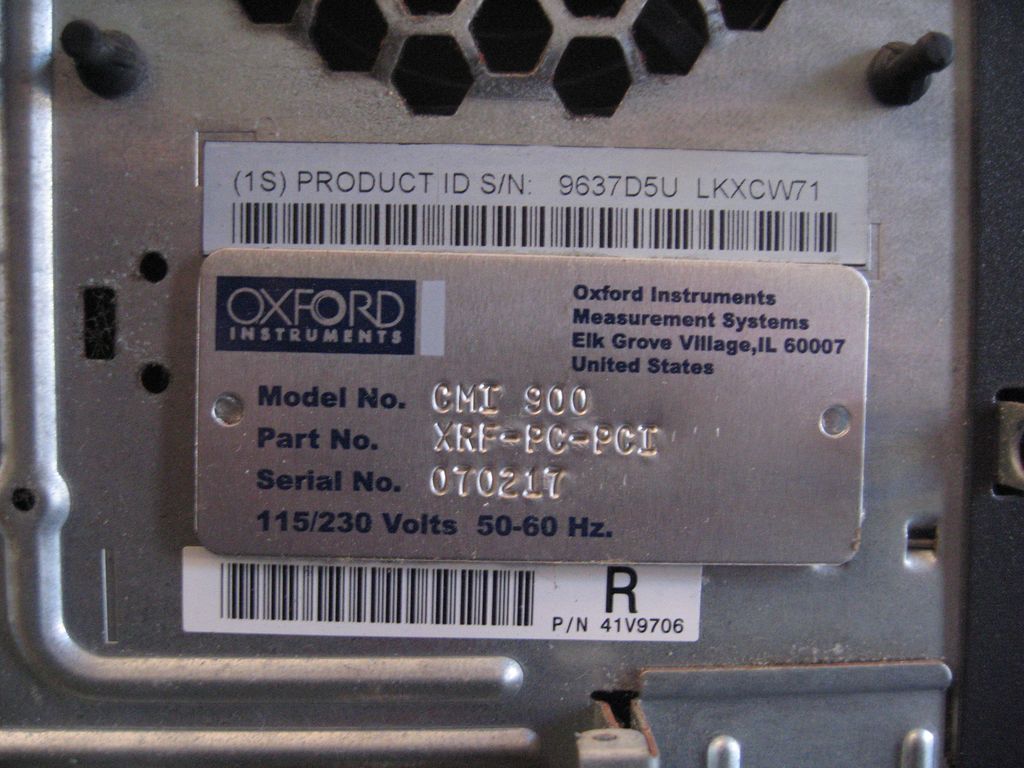 (1S) PRODUCT ID S/N: 9637D5U LKXCW71
OXFORD
INSTRUMENTS
Oxford Instruments
Measurement Systems
Elk Grove Village,IL 60007
United States
Model No. CMI 900
Part No. XRF-PC-PCI
Serial No. 070217
115/230 Volts 50-60 Hz.
R
P/N 41V9706